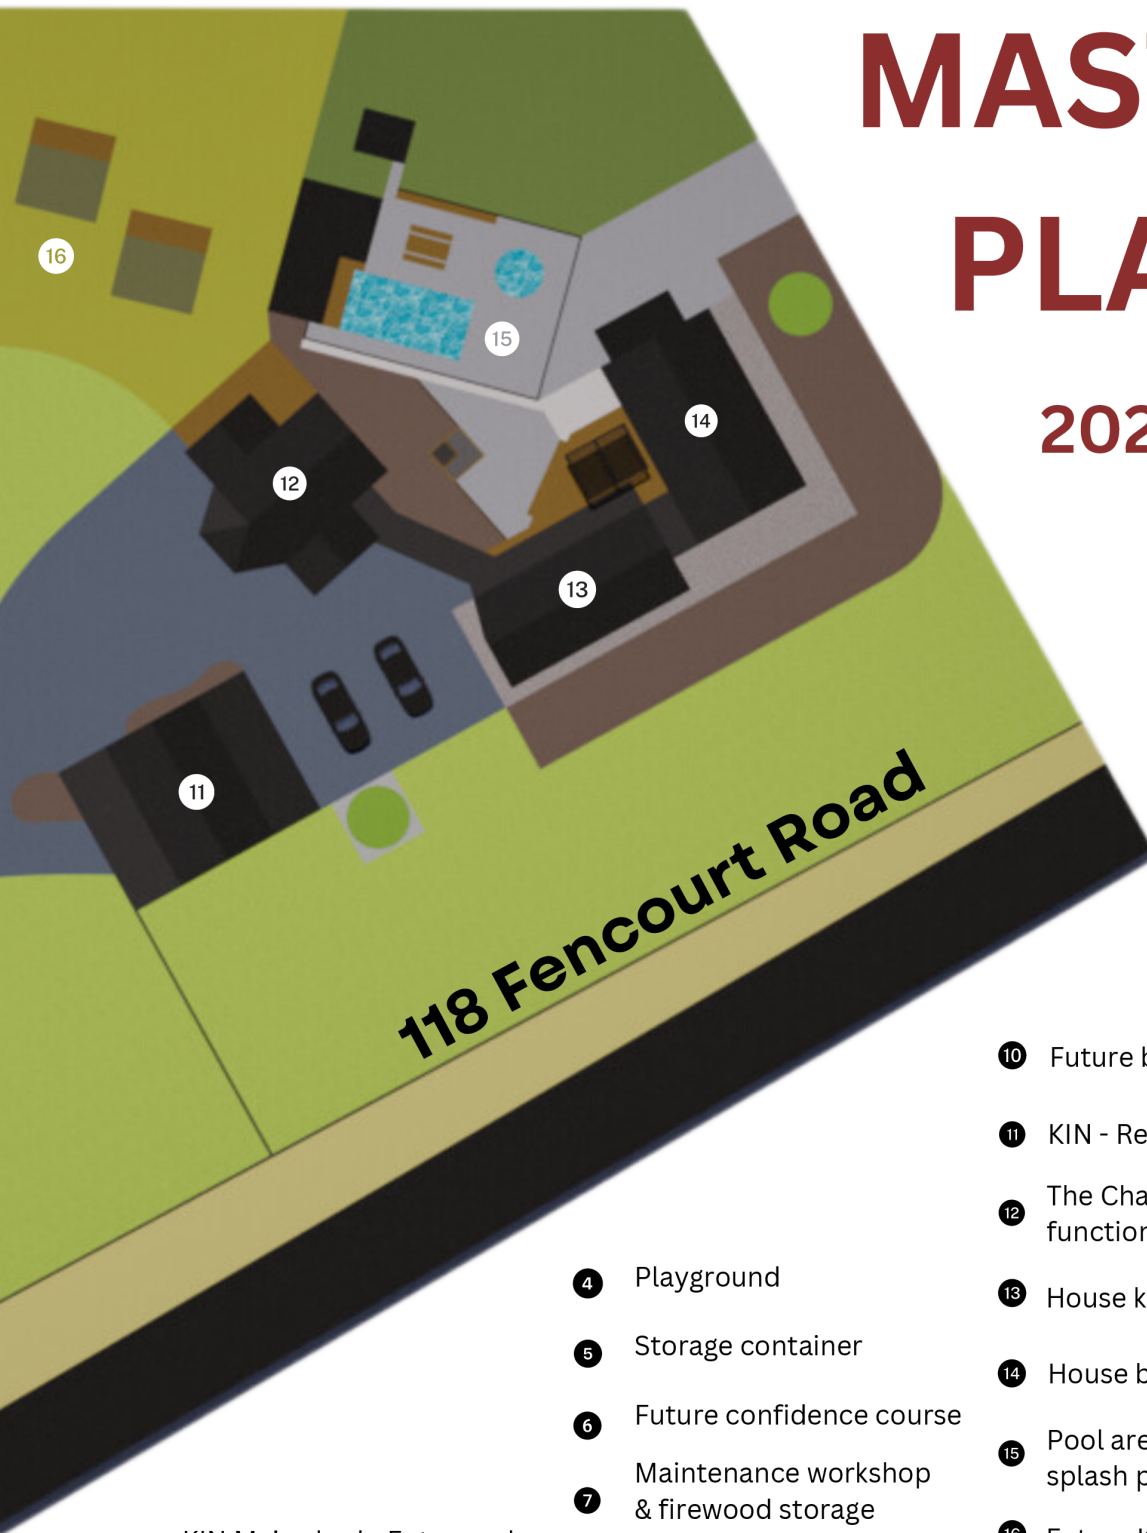 MAS
PLA
202
16
15
14
12
13
11
118 Fencourt Road
10 Future
11 KIN - Re
12 The Cha
function
13 House k
14 House b
15 Pool are
splash p
4 Playground
5 Storage container
6 Future confidence course
7 Maintenance workshop
& firewood storage